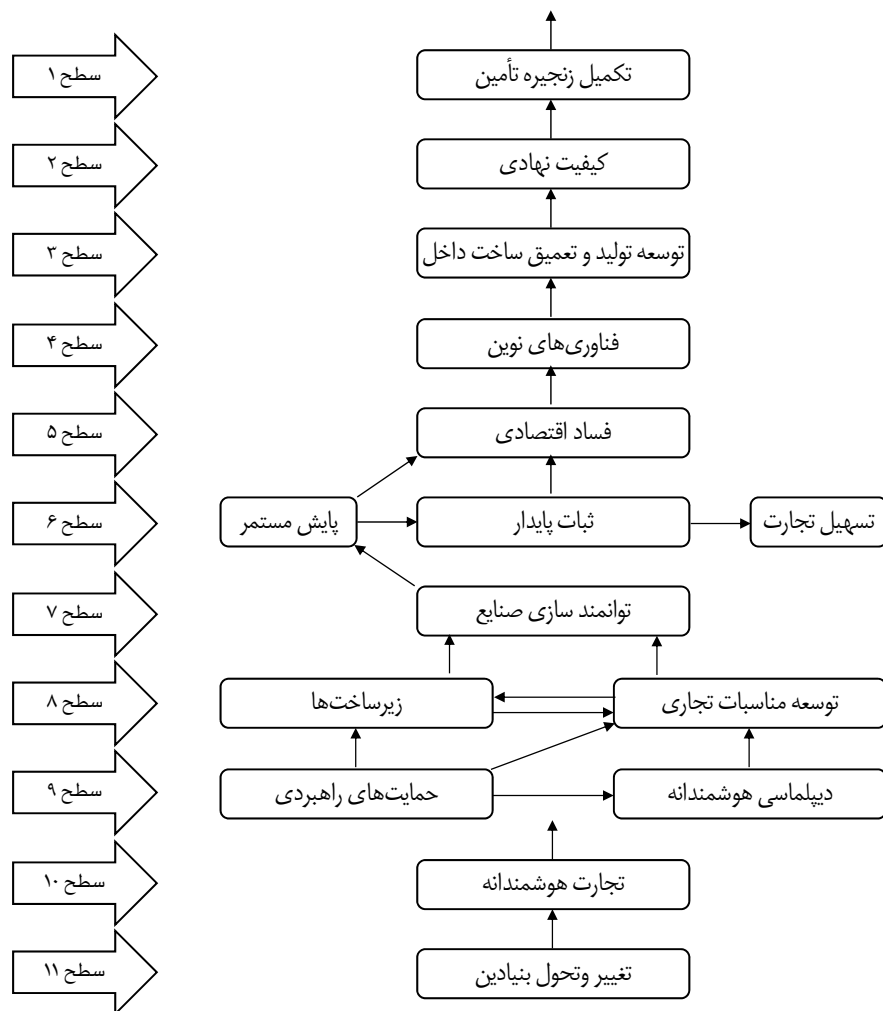 سطح ۱
تکمیل زنجیره تأمین
سطح ۲
کیفیت نهادی
سطح ۳
توسعه تولید و تعمیق ساخت داخل
سطح ۴
فناوری‌های نوین
سطح ۵
فساد اقتصادی
سطح ۶
پایش مستمر
ثبات پایدار
تسهیل تجارت
سطح ۷
توانمند سازی صنایع
سطح ۸
زیرساخت‌ها
توسعه مناسبات تجاری
سطح ۹
حمایت‌های راهبردی
دیپلماسی هوشمندانه
سطح ۱۰
تجارت هوشمندانه
سطح ۱۱
تغییر وتحول بنیادین